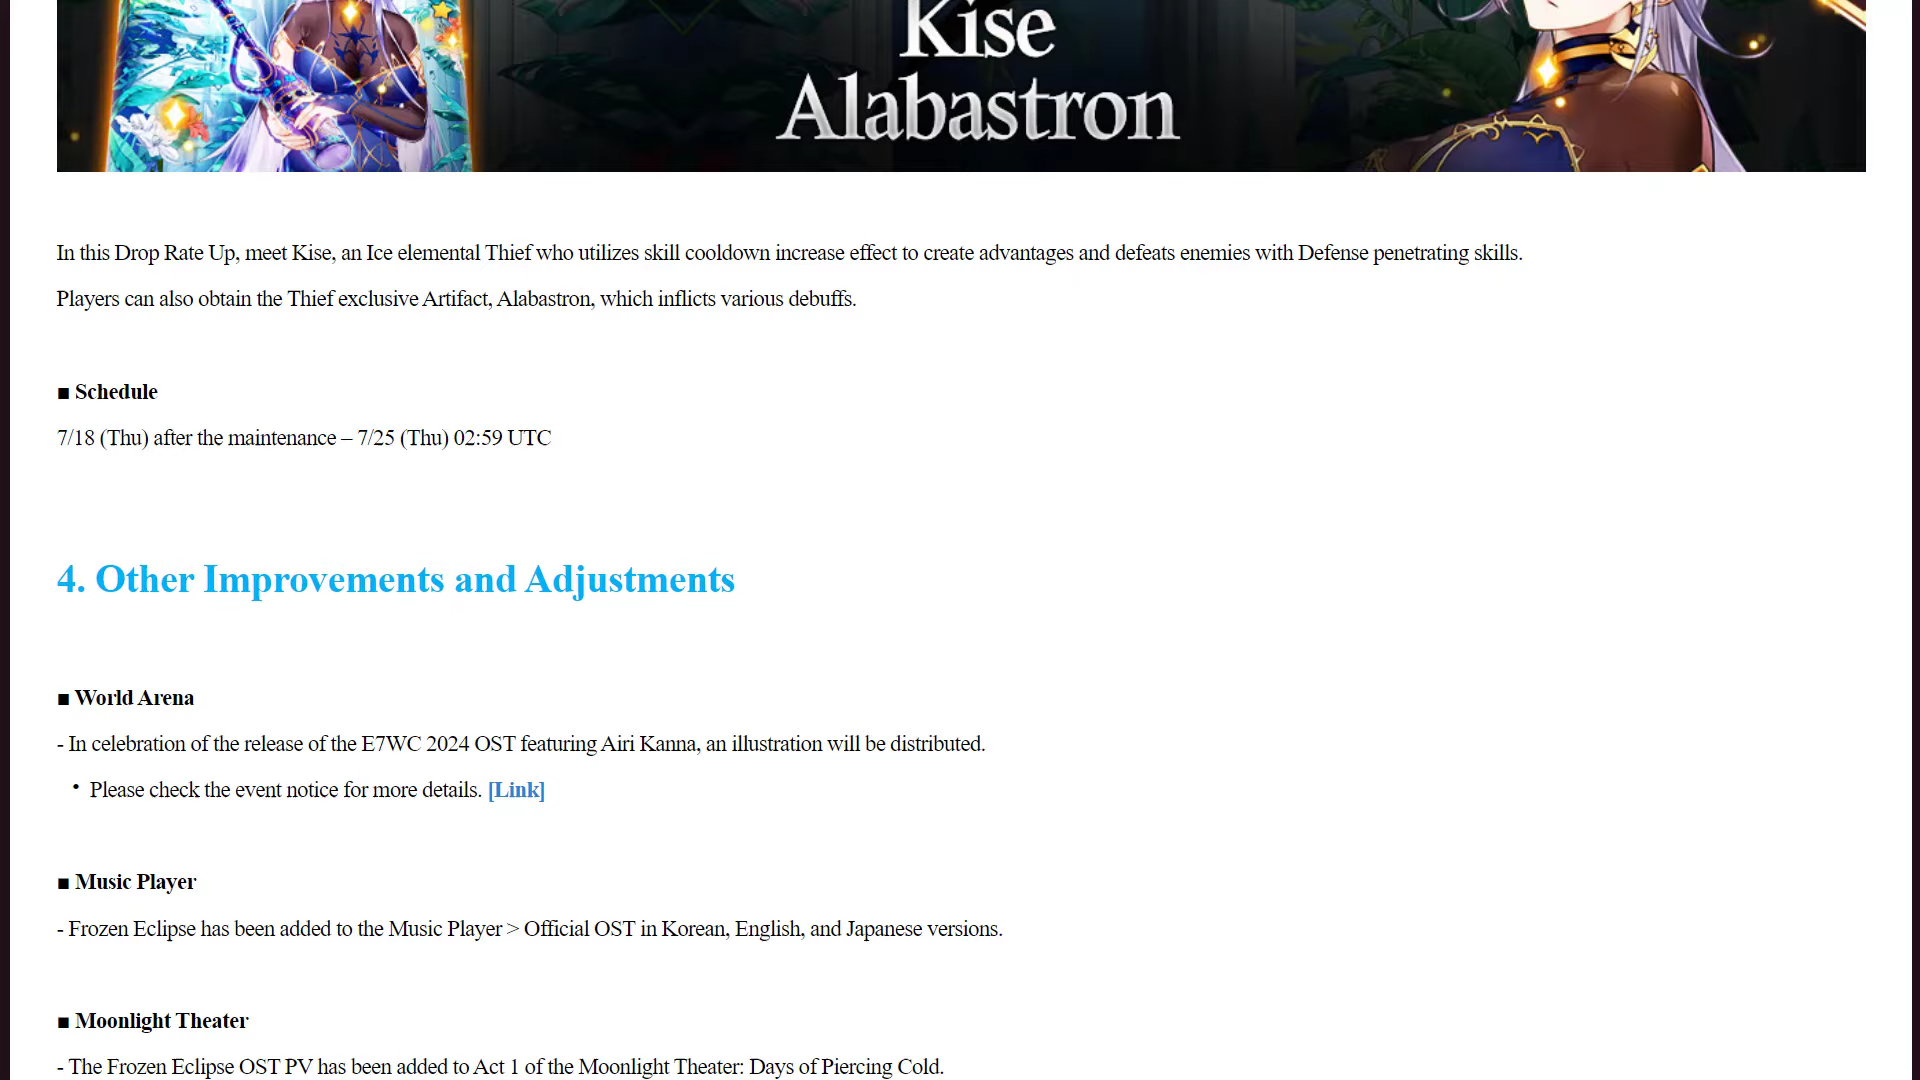 Kise
Alabastron
In this Drop Rate Up, meet Kise, an Ice elemental Thief who utilizes skill cooldown increase effect to create advantages and defeats enemies with Defense penetrating skills.
Players can also obtain the Thief exclusive Artifact, Alabastron, which inflicts various debuffs.
■ Schedule
7/18 (Thu) after the maintenance – 7/25 (Thu) 02:59 UTC
4. Other Improvements and Adjustments
■ World Arena
- In celebration of the release of the E7WC 2024 OST featuring Airi Kanna, an illustration will be distributed.
• Please check the event notice for more details. [Link]
■ Music Player
- Frozen Eclipse has been added to the Music Player > Official OST in Korean, English, and Japanese versions.
■ Moonlight Theater
- The Frozen Eclipse OST PV has been added to Act 1 of the Moonlight Theater: Days of Piercing Cold.